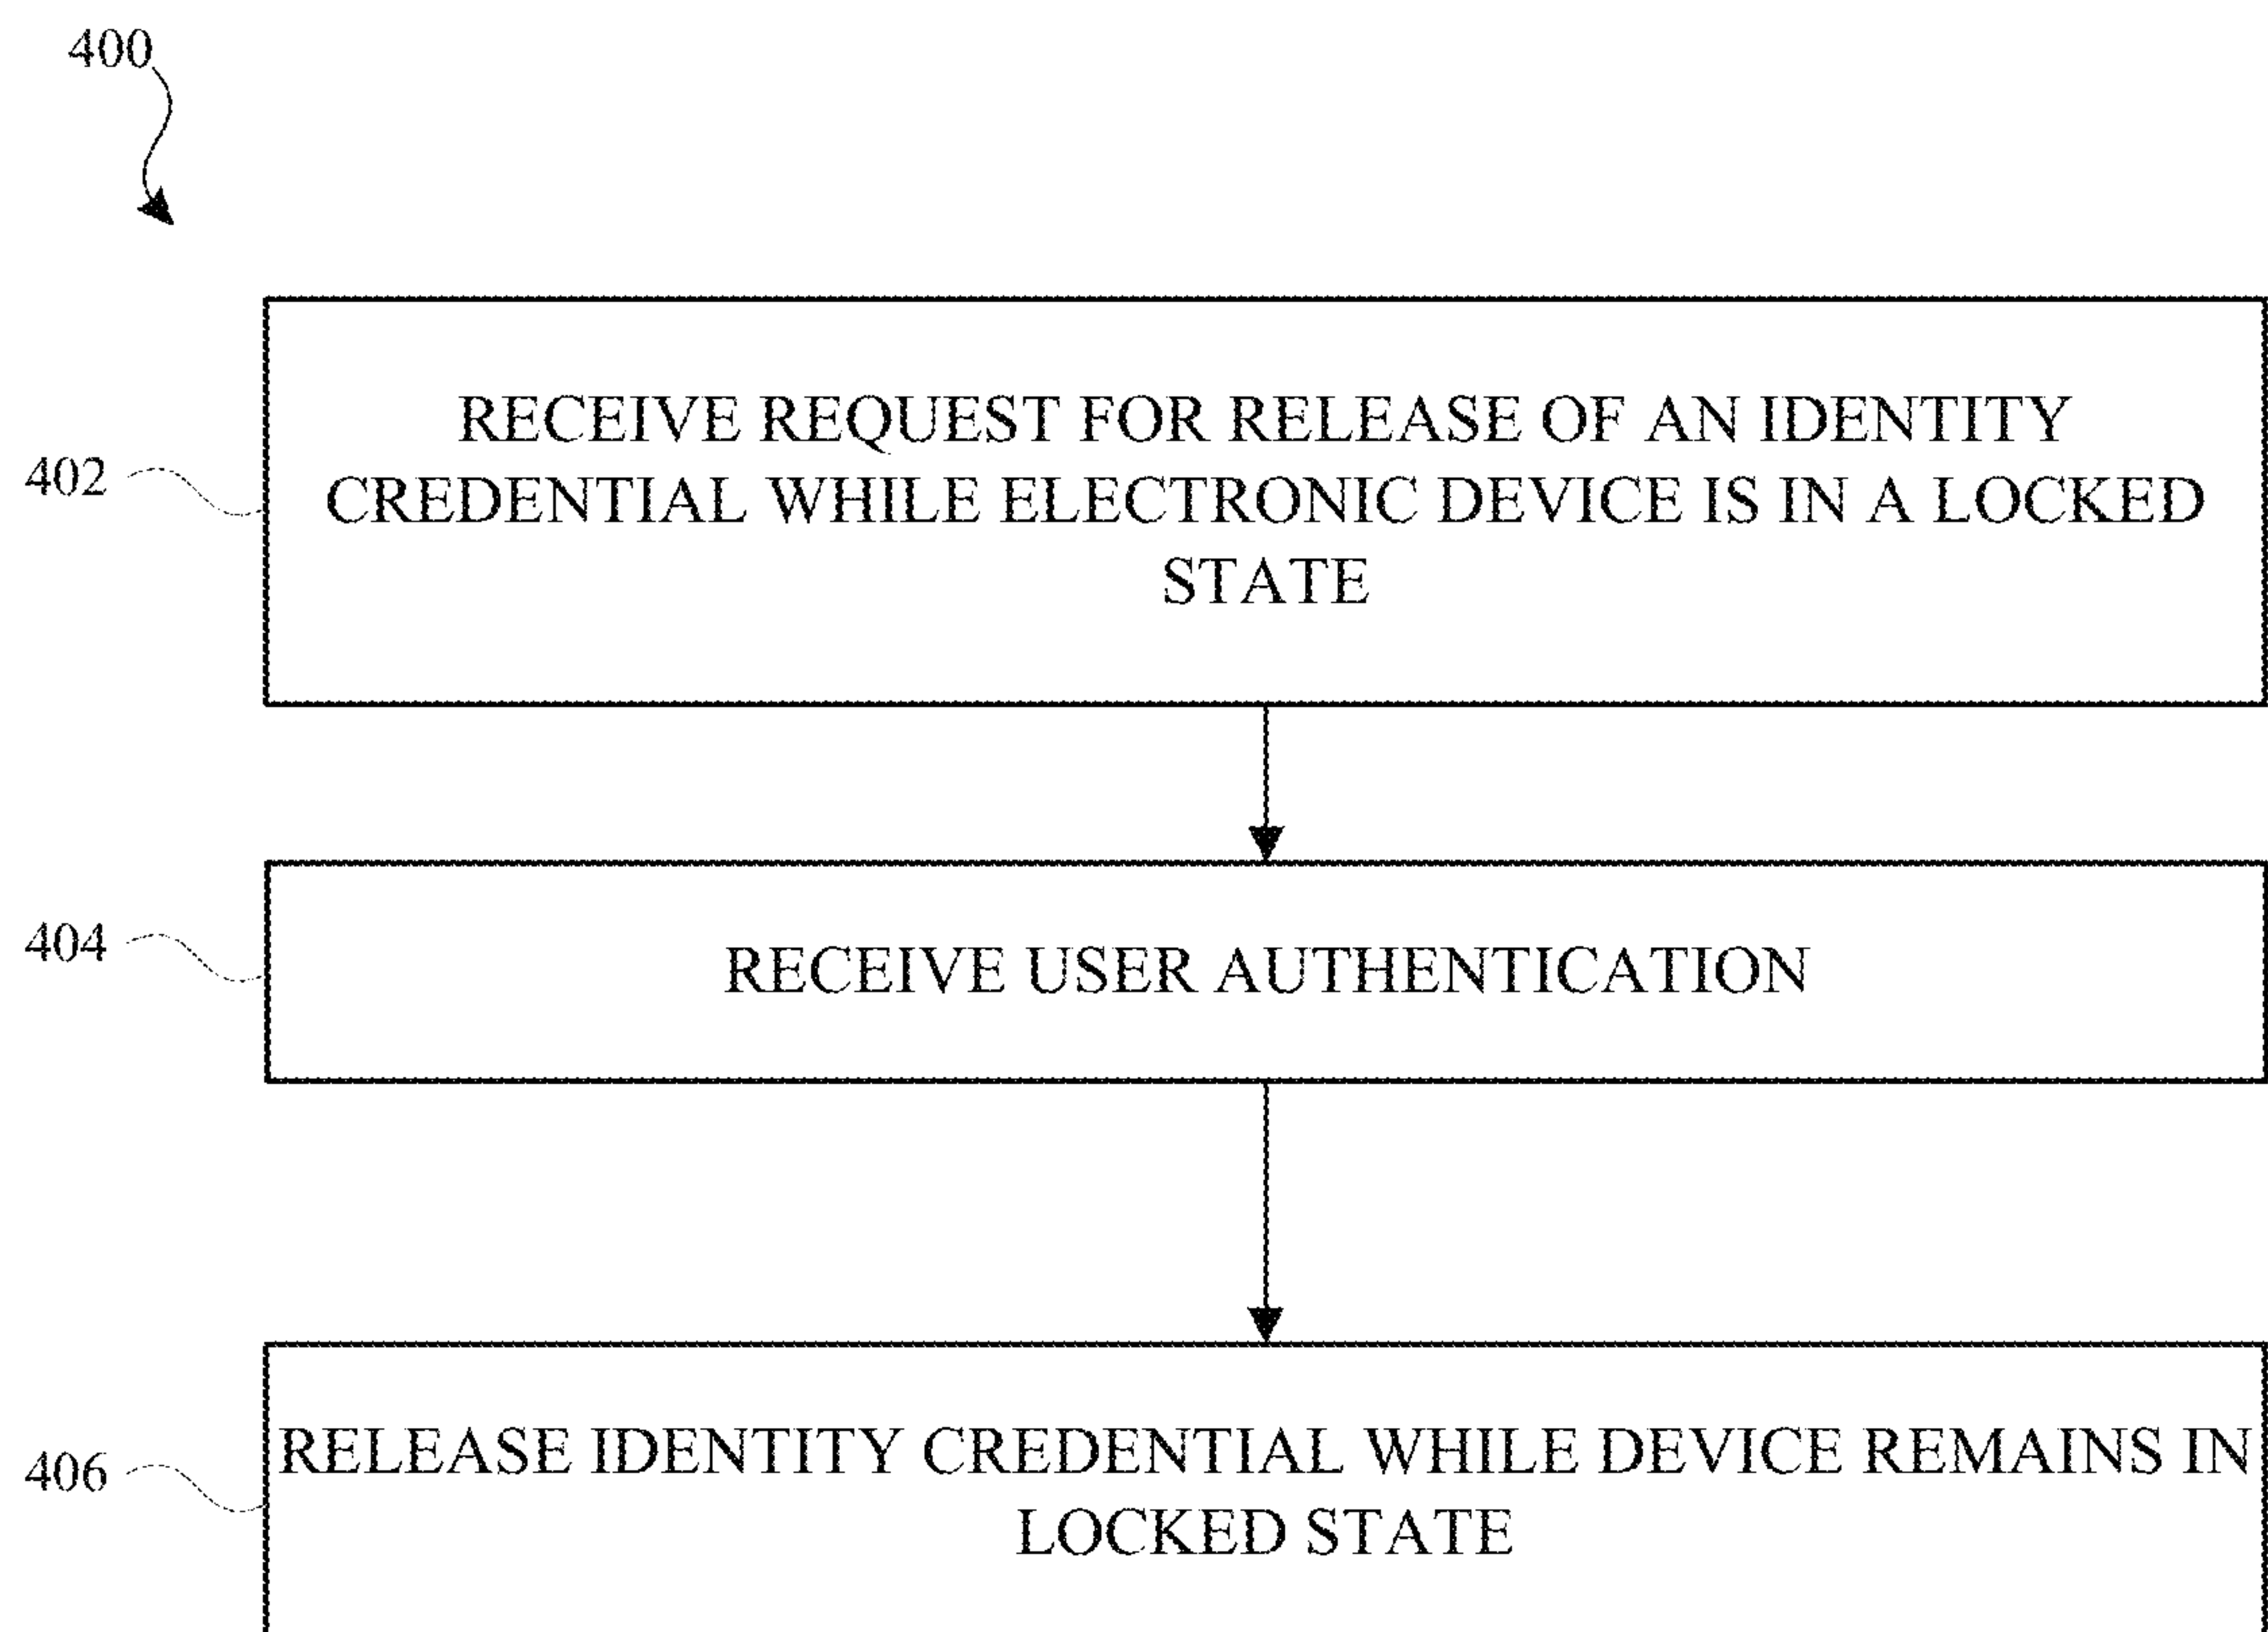 400
RECEIVE REQUEST FOR RELEASE OF AN IDENTITY
402
CREDENTIAL WHILE ELECTRONIC DEVICE IS IN A LOCKED
STATE
404
RECEIVE USER AUTHENTICATION
406
RELEASE IDENTITY CREDENTIAL WHILE DEVICE REMAINS IN
LOCKED STATE